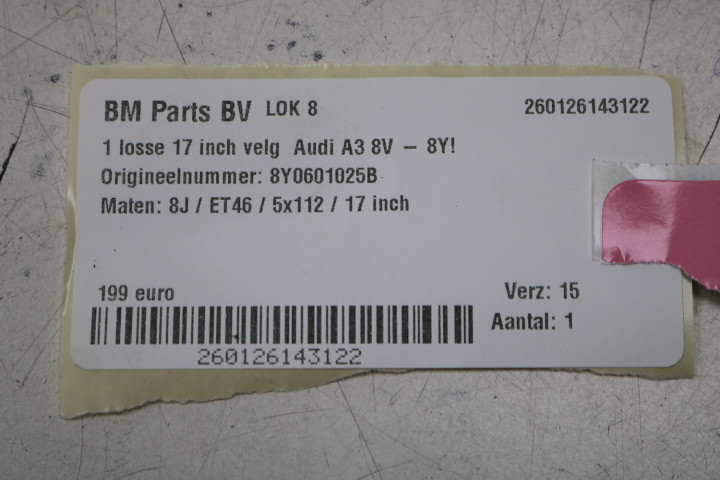 BM Parts BV LOK 8 260126143122
1 losse 17 inch velg Audi A3 8V – 8Y!
Origineelnummer: 8Y0601025B
Maten: 8J / ET46 / 5x112 / 17 inch
199 euro Verz: 15
Aantal: 1
260126143122